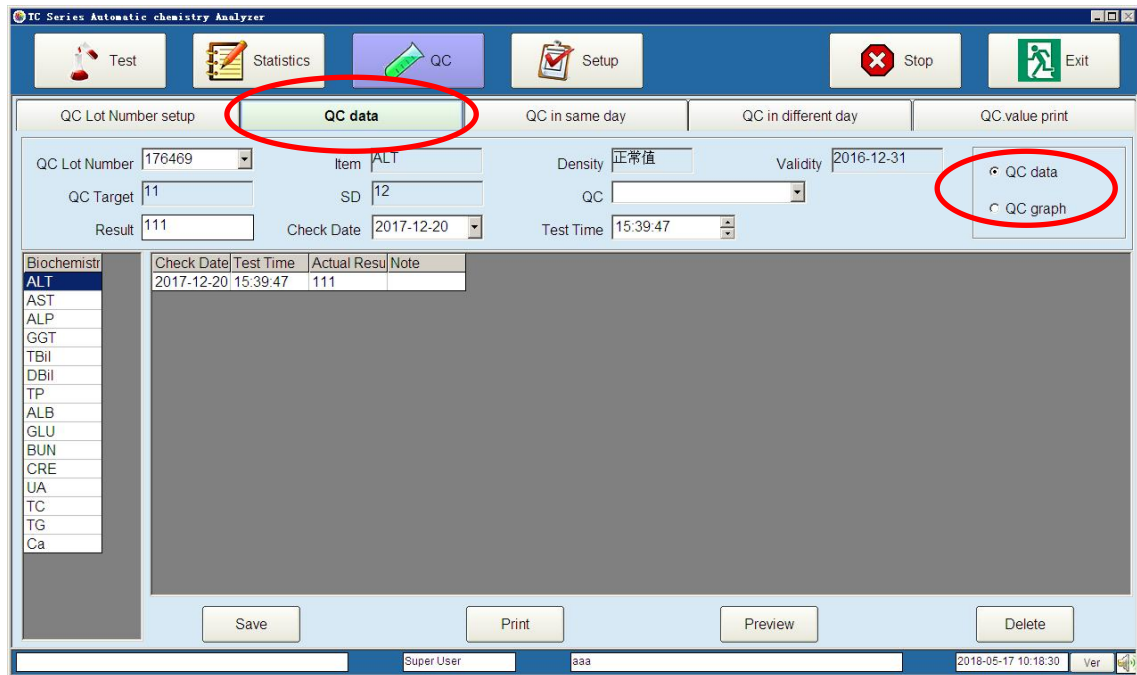 TC Series Automatic chemistry Analyzer
Test Statistics QC Setup Stop Exit
QC Lot Number setup QC data QC in same day QC in different day QC.value print
QC Lot Number 176469 Item ALT Density 正常值 Validity 2016-12-31
QC data
QC Target 11 SD 12 QC
QC graph
Result 111 Check Date 2017-12-20 Test Time 15:39:47
Biochemistr Check Date Test Time Actual Resu Note
ALT 2017-12-20 15:39:47 111
AST
ALP
GGT
TBil
DBil
TP
ALB
GLU
BUN
CRE
UA
TC
TG
Ca
Save Print Preview Delete
Super User aaa 2018-05-17 10:18:30 Ver